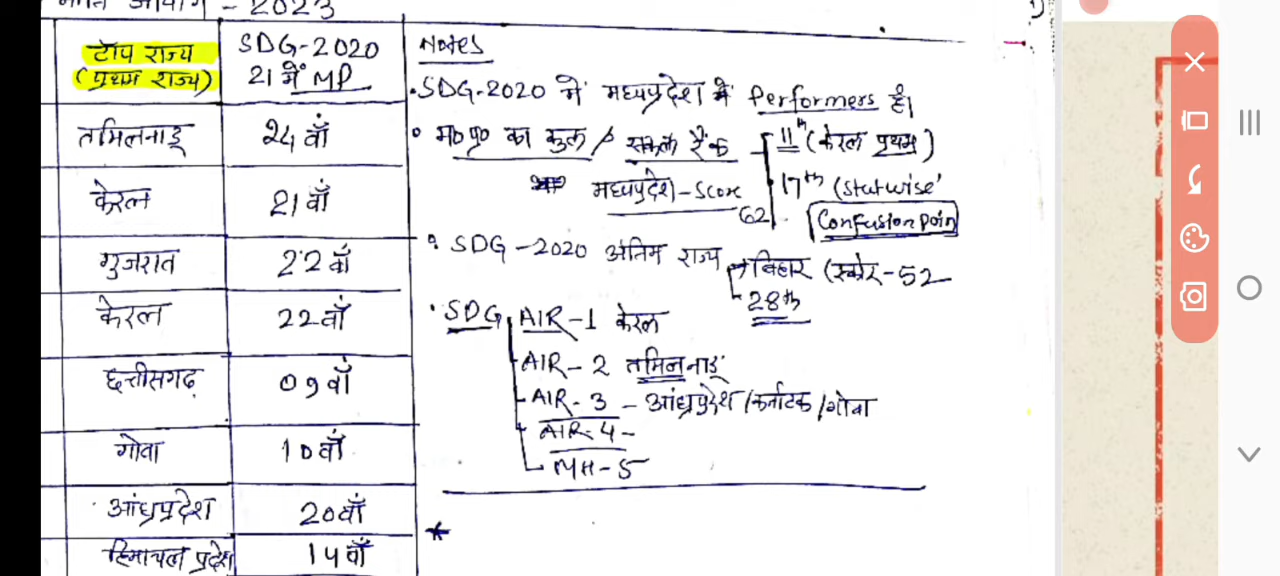 आयोग - 2023
टॉप राज्य
(प्रथम राज्य)
SDG-2020
21 में MP
तमिलनाडू
24 वाँ
केरल
21 वाँ
गुजरात
22 वाँ
केरल
22 वाँ
छत्तीसगढ़
09 वाँ
गोवा
10 वाँ
आंध्रप्रदेश
20 वाँ
हिमाचल प्रदेश
14 वाँ
Notes
• SDG-2020 में मध्यप्रदेश में Performers है।
• म०प्र० का कुल / सकल रैंक 11th (केरल प्रथम)
मध्यप्रदेश - Score 62 17th (Statwise'
Confusion poin
• SDG - 2020 अंतिम राज्य बिहार (स्कोर - 52
28th
• SDG AIR - 1 केरल
AIR - 2 तमिलनाडू
AIR - 3 - आंध्रप्रदेश / कर्नाटक / गोवा
AIR-4 -
MH - 5